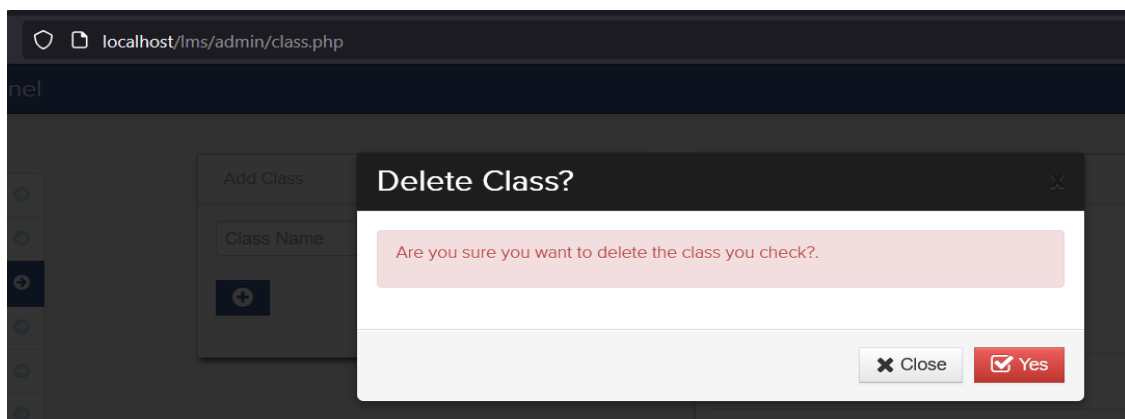 localhost/lms/admin/class.php
nel
Add Class
Delete Class?
x
Class Name
Are you sure you want to delete the class you check?.
Close
Yes